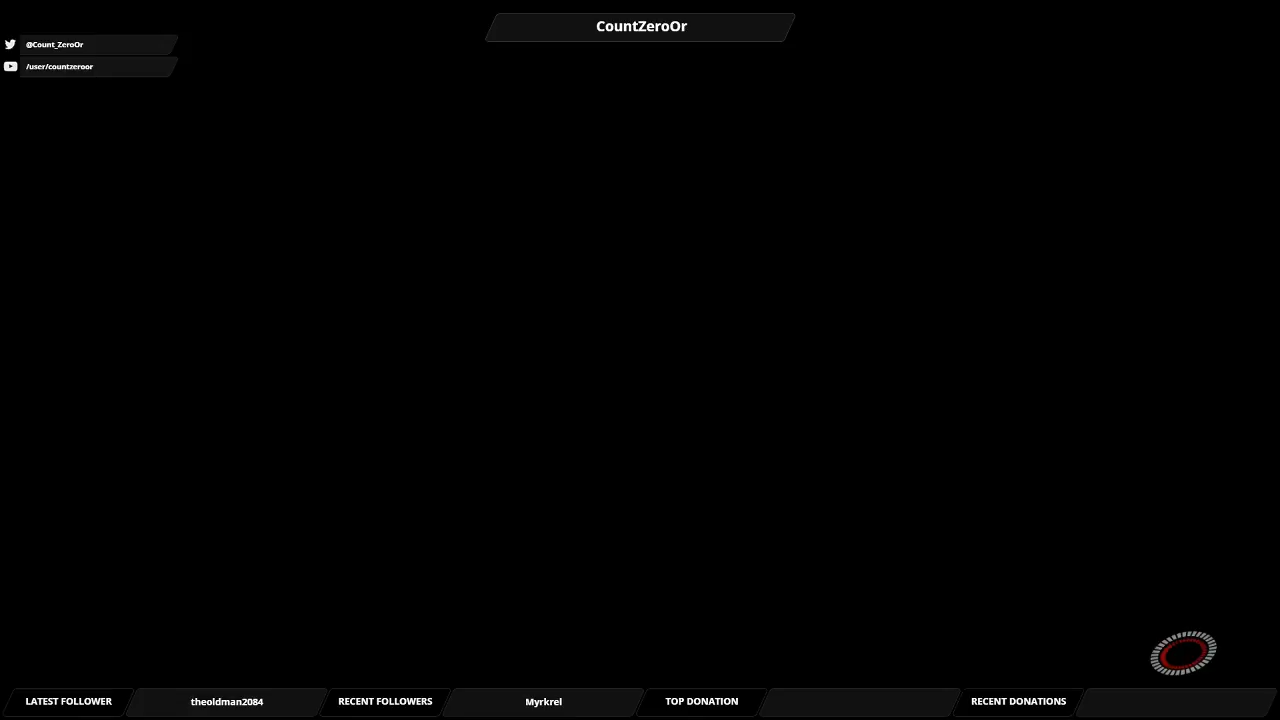 CountZeroOr
@Count_ZeroOr
/user/countzeroor
LATEST FOLLOWER theoldman2084 RECENT FOLLOWERS Myrkrel TOP DONATION RECENT DONATIONS